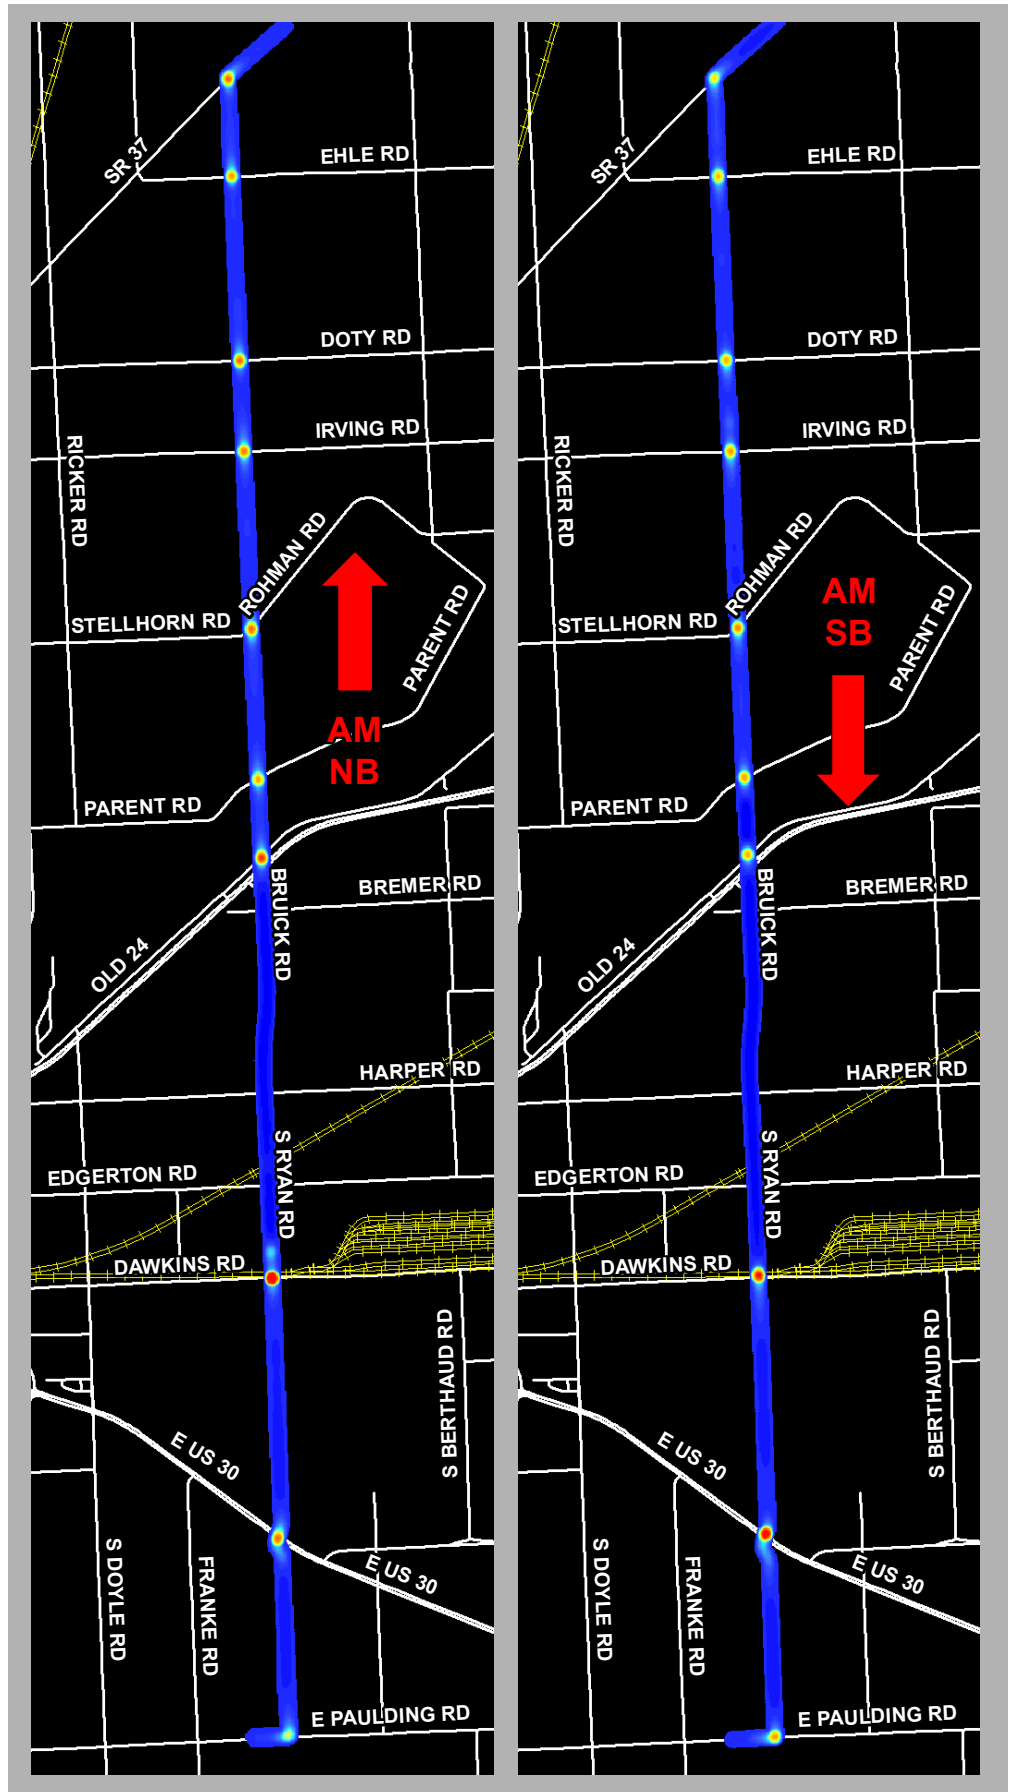 SR 37
EHLE RD
DOTY RD
IRVING RD
RICKER RD
ROHMAN RD
STELLHORN RD
PARENT RD
AM
NB
PARENT RD
BRUICK RD
BREMER RD
OLD 24
HARPER RD
S RYAN RD
EDGERTON RD
DAWKINS RD
S BERTHAUD RD
E US 30
S DOYLE RD
FRANKE RD
E US 30
E PAULDING RD
SR 37
EHLE RD
DOTY RD
IRVING RD
RICKER RD
ROHMAN RD
AM
SB
STELLHORN RD
PARENT RD
PARENT RD
BRUICK RD
BREMER RD
OLD 24
HARPER RD
S RYAN RD
EDGERTON RD
DAWKINS RD
S BERTHAUD RD
E US 30
S DOYLE RD
FRANKE RD
E US 30
E PAULDING RD